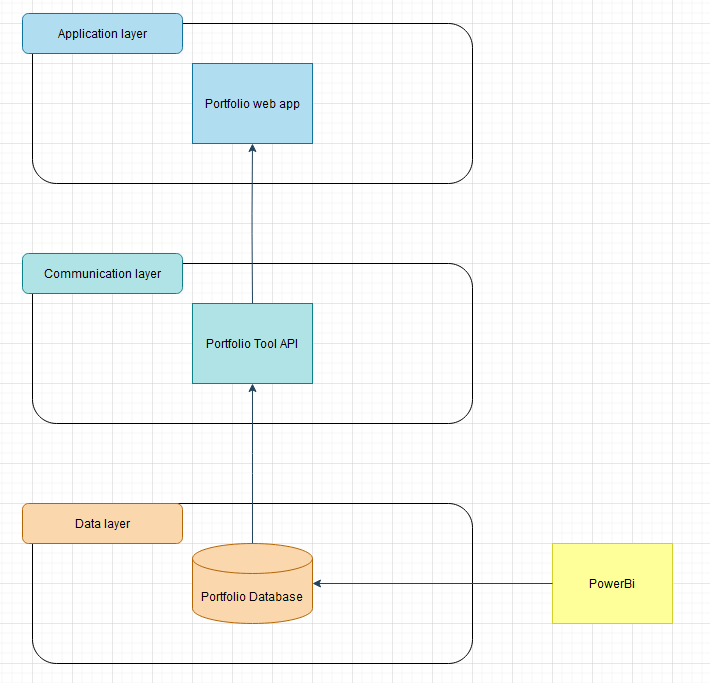 Application layer
Portfolio web app
Communication layer
Portfolio Tool API
Data layer
Portfolio Database
PowerBi